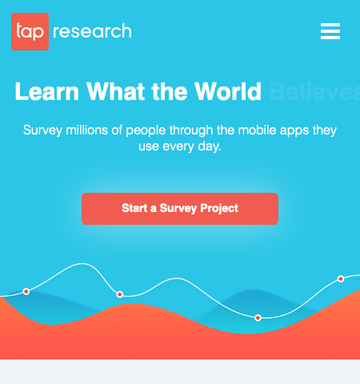 tap research
Learn What the World Believes
Survey millions of people through the mobile apps they
use every day.
Start a Survey Project